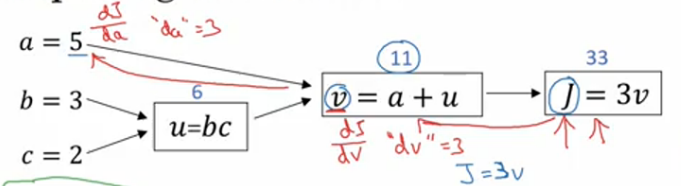 dJ/da "da"=3
a = 5
11
33
b = 3
6
v = a + u
J = 3v
u=bc
dJ/dv "dv"=3
c = 2
J=3v